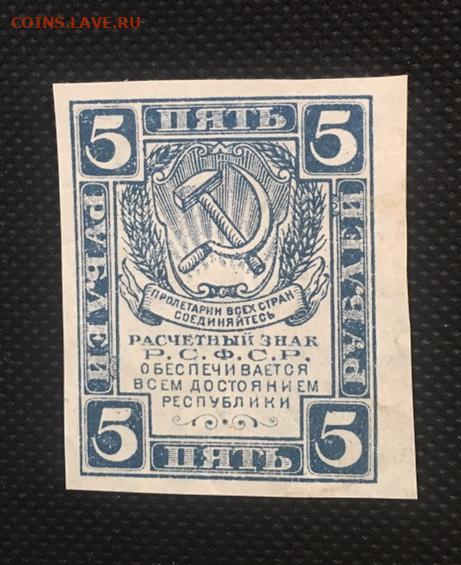 COINS.LAVE.RU
5 ПЯТЬ 5
РУБЛЕЙ
РУБЛЕЙ
ПРОЛЕТАРИИ ВСЕХ СТРАН
СОЕДИНЯЙТЕСЬ
РАСЧЕТНЫЙ ЗНАК
Р.С.Ф.С.Р.
ОБЕСПЕЧИВАЕТСЯ
ВСЕМ ДОСТОЯНИЕМ
РЕСПУБЛИКИ
5 ПЯТЬ 5